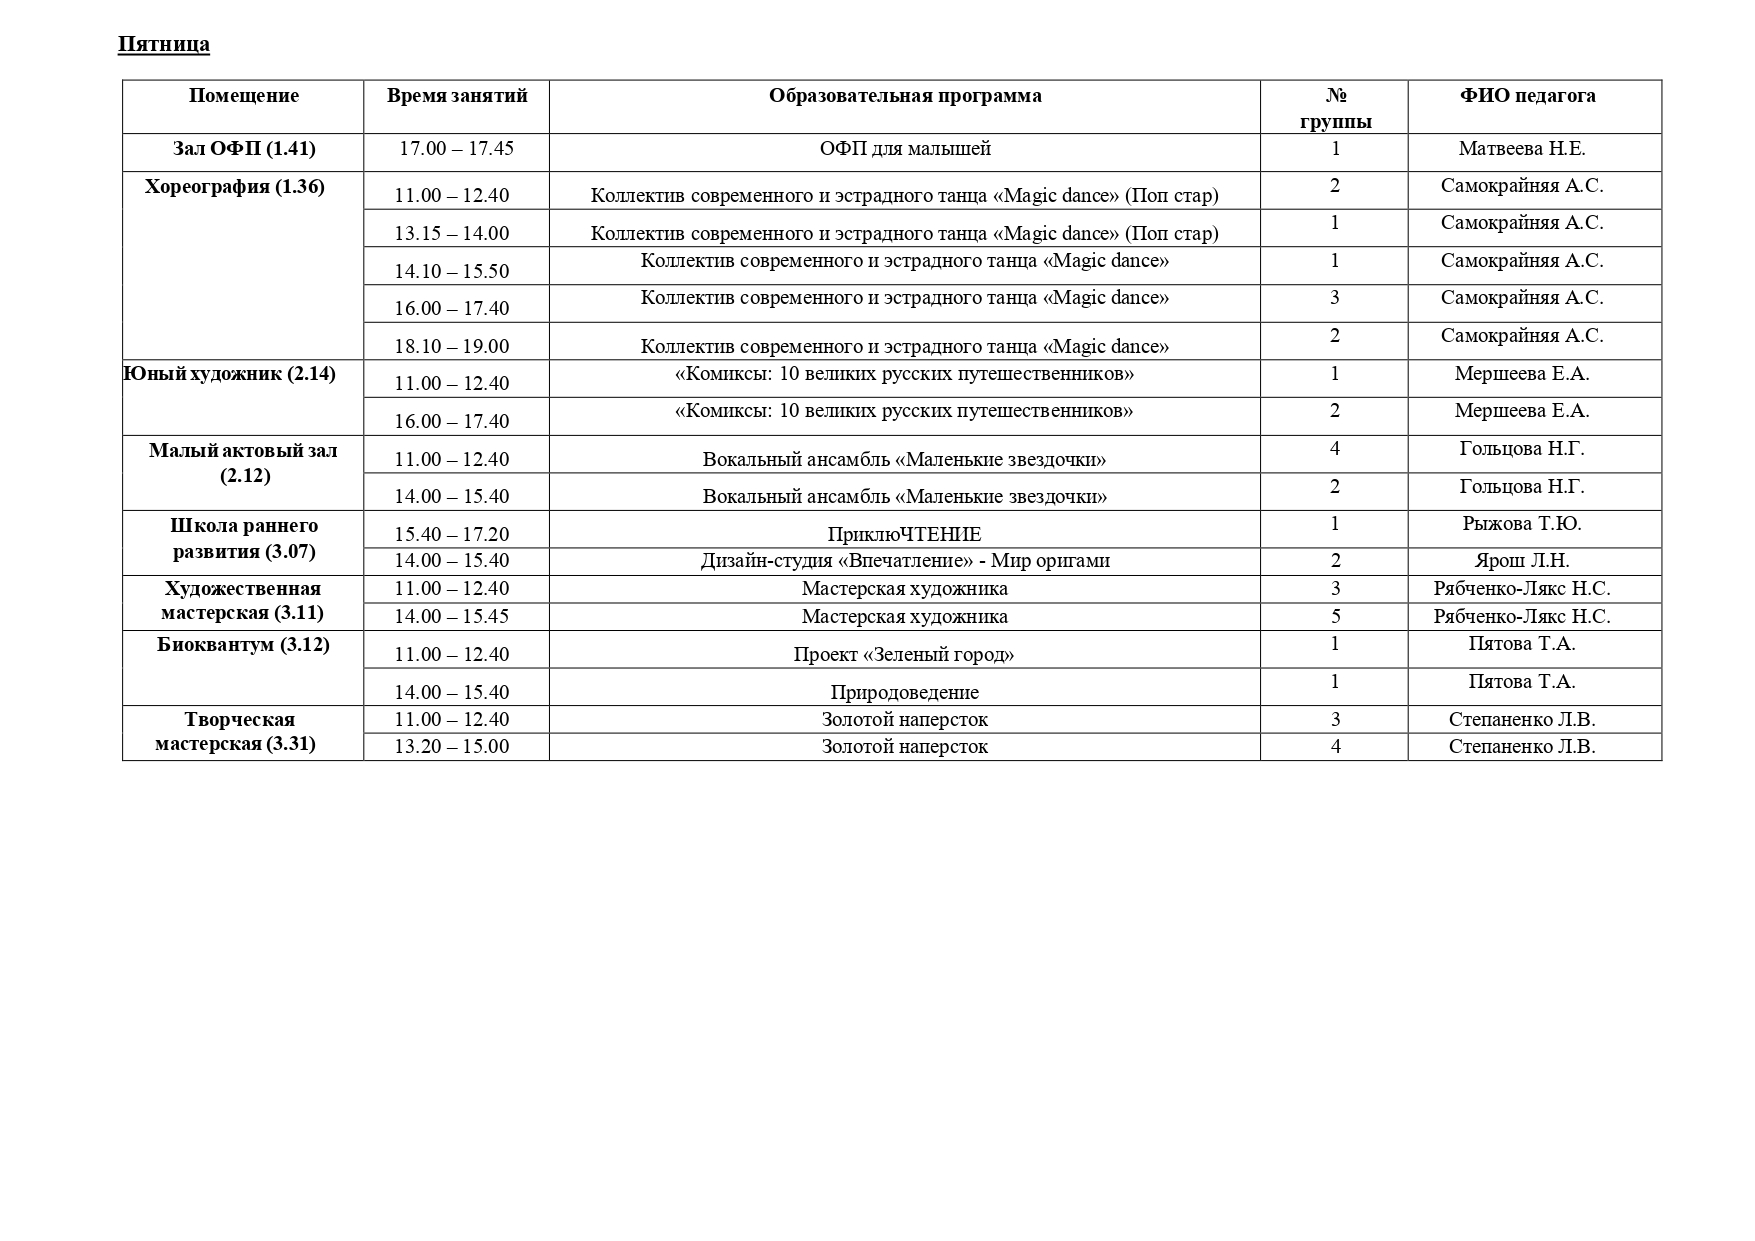 Пятница
Помещение Время занятий Образовательная программа № группы ФИО педагога
Зал ОФП (1.41) 17.00 – 17.45 ОФП для малышей 1 Матвеева Н.Е.
Хореография (1.36) 11.00 – 12.40 Коллектив современного и эстрадного танца «Magic dance» (Поп стар) 2 Самокрайняя А.С.
13.15 – 14.00 Коллектив современного и эстрадного танца «Magic dance» (Поп стар) 1 Самокрайняя А.С.
14.10 – 15.50 Коллектив современного и эстрадного танца «Magic dance» 1 Самокрайняя А.С.
16.00 – 17.40 Коллектив современного и эстрадного танца «Magic dance» 3 Самокрайняя А.С.
18.10 – 19.00 Коллектив современного и эстрадного танца «Magic dance» 2 Самокрайняя А.С.
Юный художник (2.14) 11.00 – 12.40 «Комиксы: 10 великих русских путешественников» 1 Мершеева Е.А.
16.00 – 17.40 «Комиксы: 10 великих русских путешественников» 2 Мершеева Е.А.
Малый актовый зал 11.00 – 12.40 Вокальный ансамбль «Маленькие звездочки» 4 Гольцова Н.Г.
(2.12) 14.00 – 15.40 Вокальный ансамбль «Маленькие звездочки» 2 Гольцова Н.Г.
Школа раннего 15.40 – 17.20 ПриклюЧТЕНИЕ 1 Рыжова Т.Ю.
развития (3.07) 14.00 – 15.40 Дизайн-студия «Впечатление» - Мир оригами 2 Ярош Л.Н.
Художественная 11.00 – 12.40 Мастерская художника 3 Рябченко-Лякс Н.С.
мастерская (3.11) 14.00 – 15.45 Мастерская художника 5 Рябченко-Лякс Н.С.
Биоквантум (3.12) 11.00 – 12.40 Проект «Зеленый город» 1 Пятова Т.А.
14.00 – 15.40 Природоведение 1 Пятова Т.А.
Творческая 11.00 – 12.40 Золотой наперсток 3 Степаненко Л.В.
мастерская (3.31) 13.20 – 15.00 Золотой наперсток 4 Степаненко Л.В.